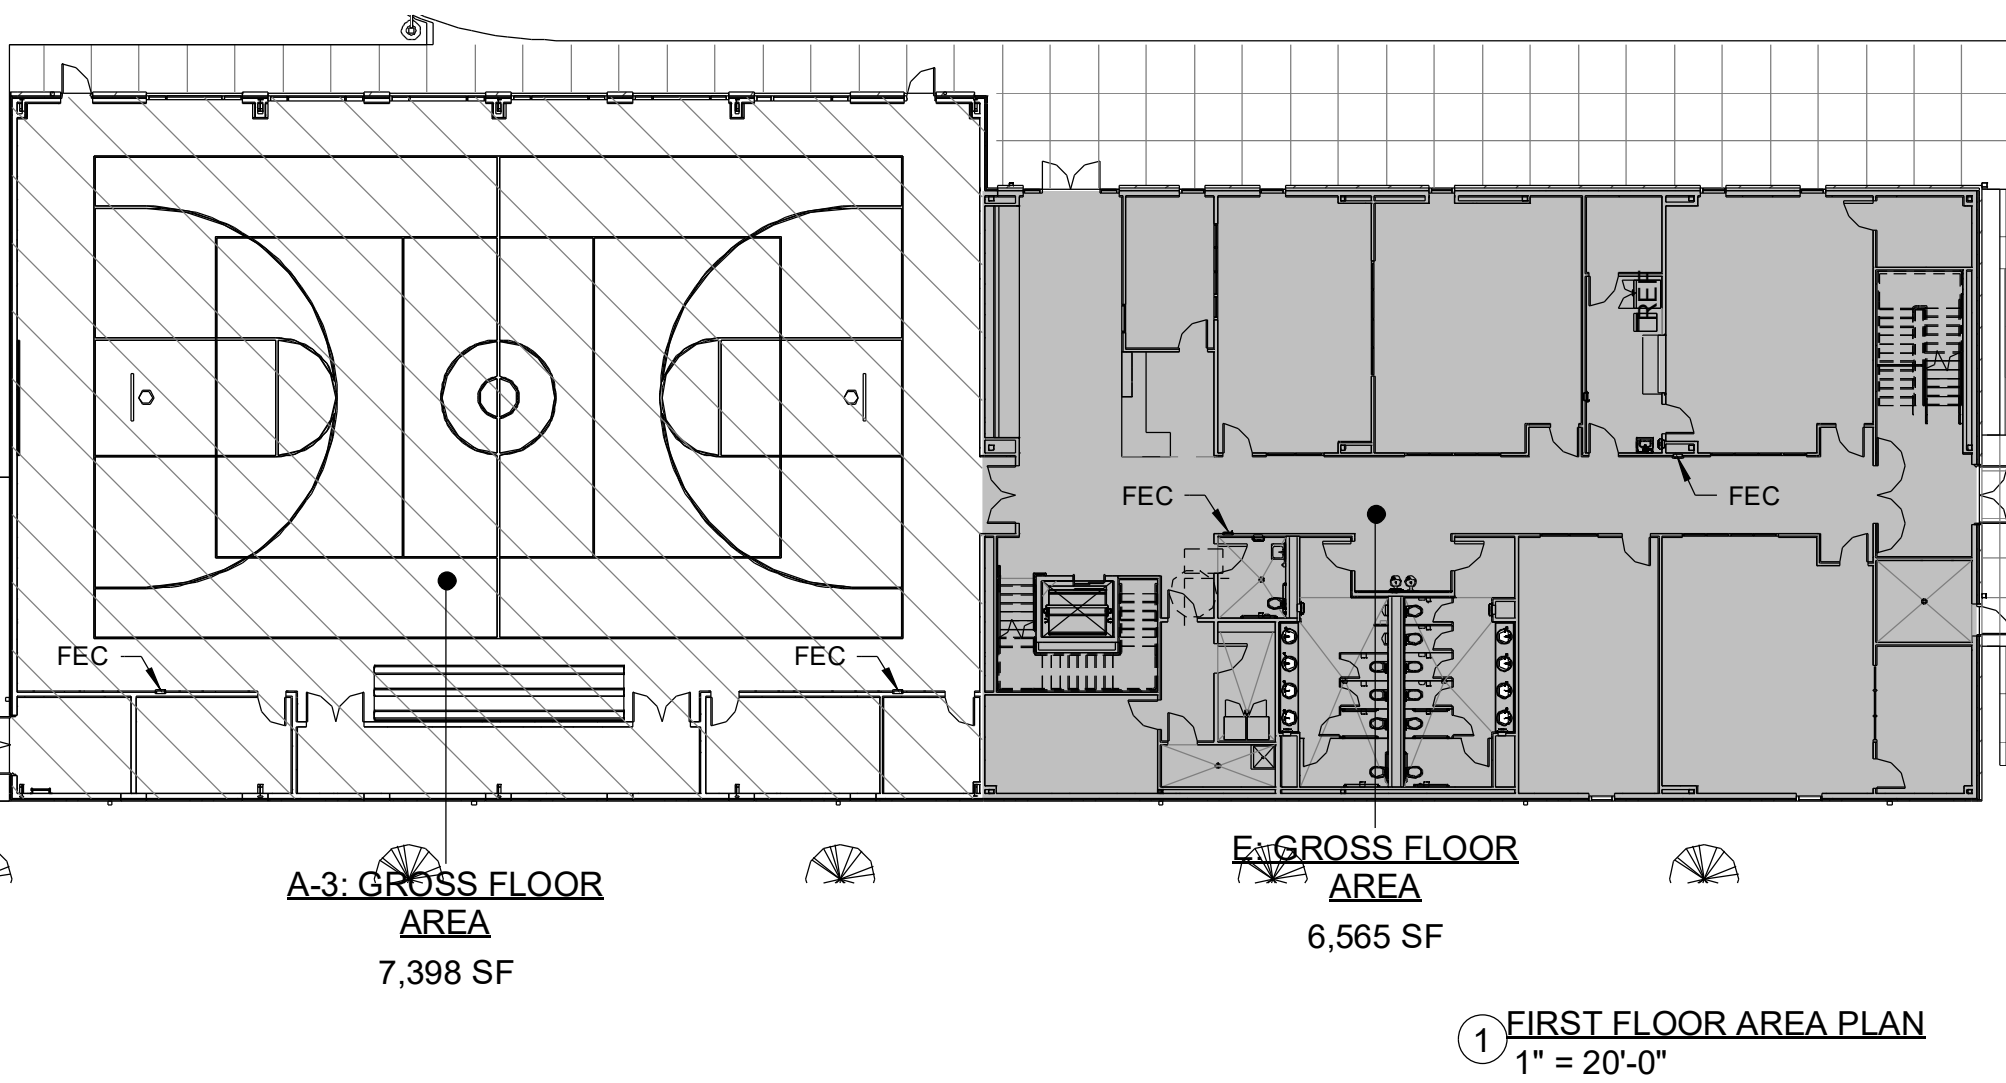 REF
FEC
FEC
FEC
FEC
A-3: GROSS FLOOR
AREA
7,398 SF
E: GROSS FLOOR
AREA
6,565 SF
1
FIRST FLOOR AREA PLAN
1" = 20'-0"